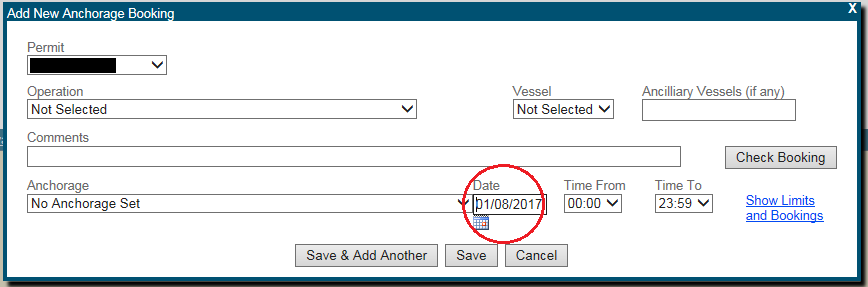 Add New Anchorage Booking X
Permit
Operation Vessel Ancilliary Vessels (if any)
Not Selected Not Selected
Comments
Check Booking
Anchorage Date Time From Time To
No Anchorage Set 01/08/2017 00:00 23:59 Show Limits
and Bookings
Save & Add Another Save Cancel